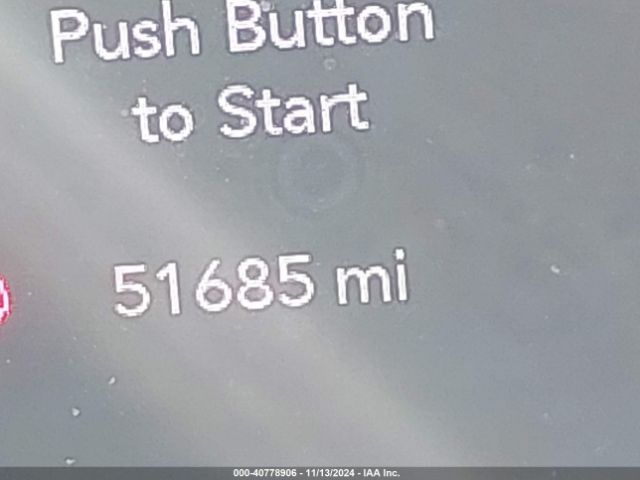 Push Button
to Start
51685 mi
000-40778906 - 11/13/2024 - IAA Inc.